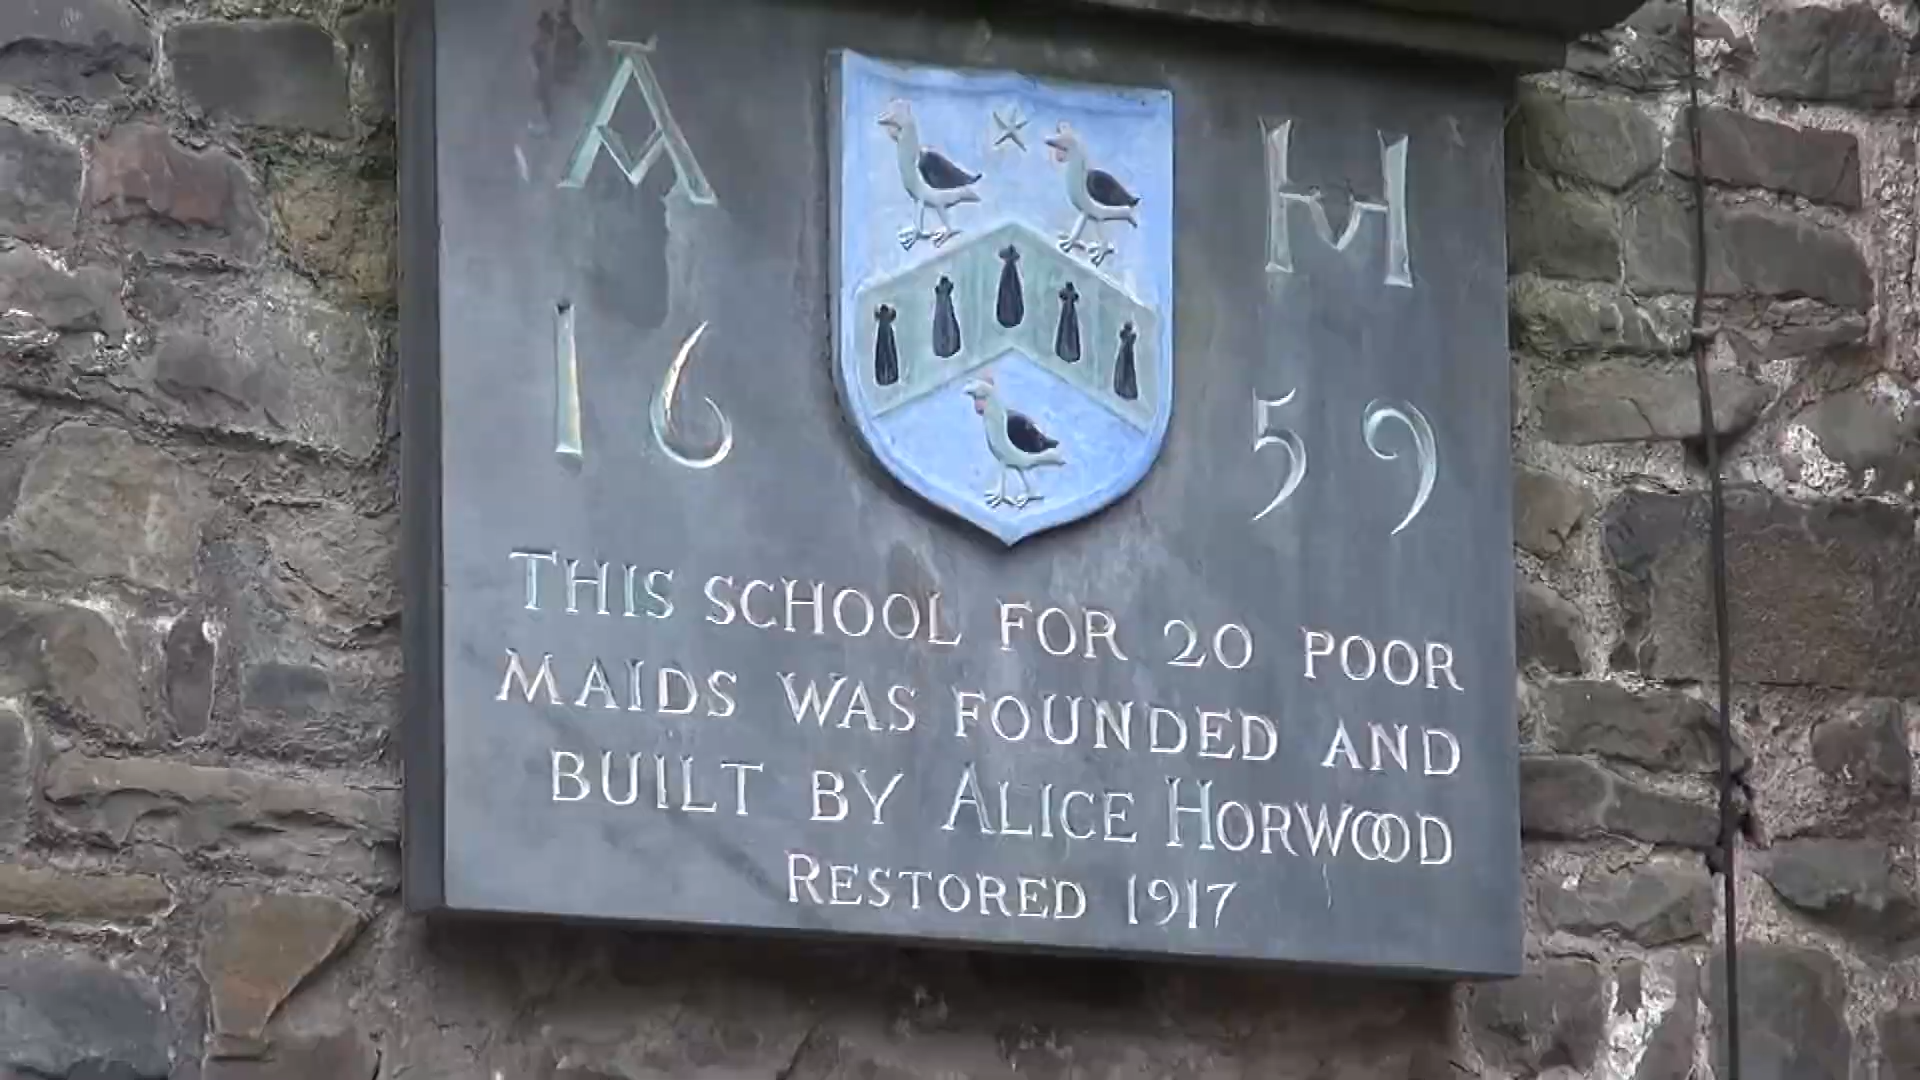 A H
16 59
THIS SCHOOL FOR 20 POOR
MAIDS WAS FOUNDED AND
BUILT BY ALICE HORWOOD
RESTORED 1917